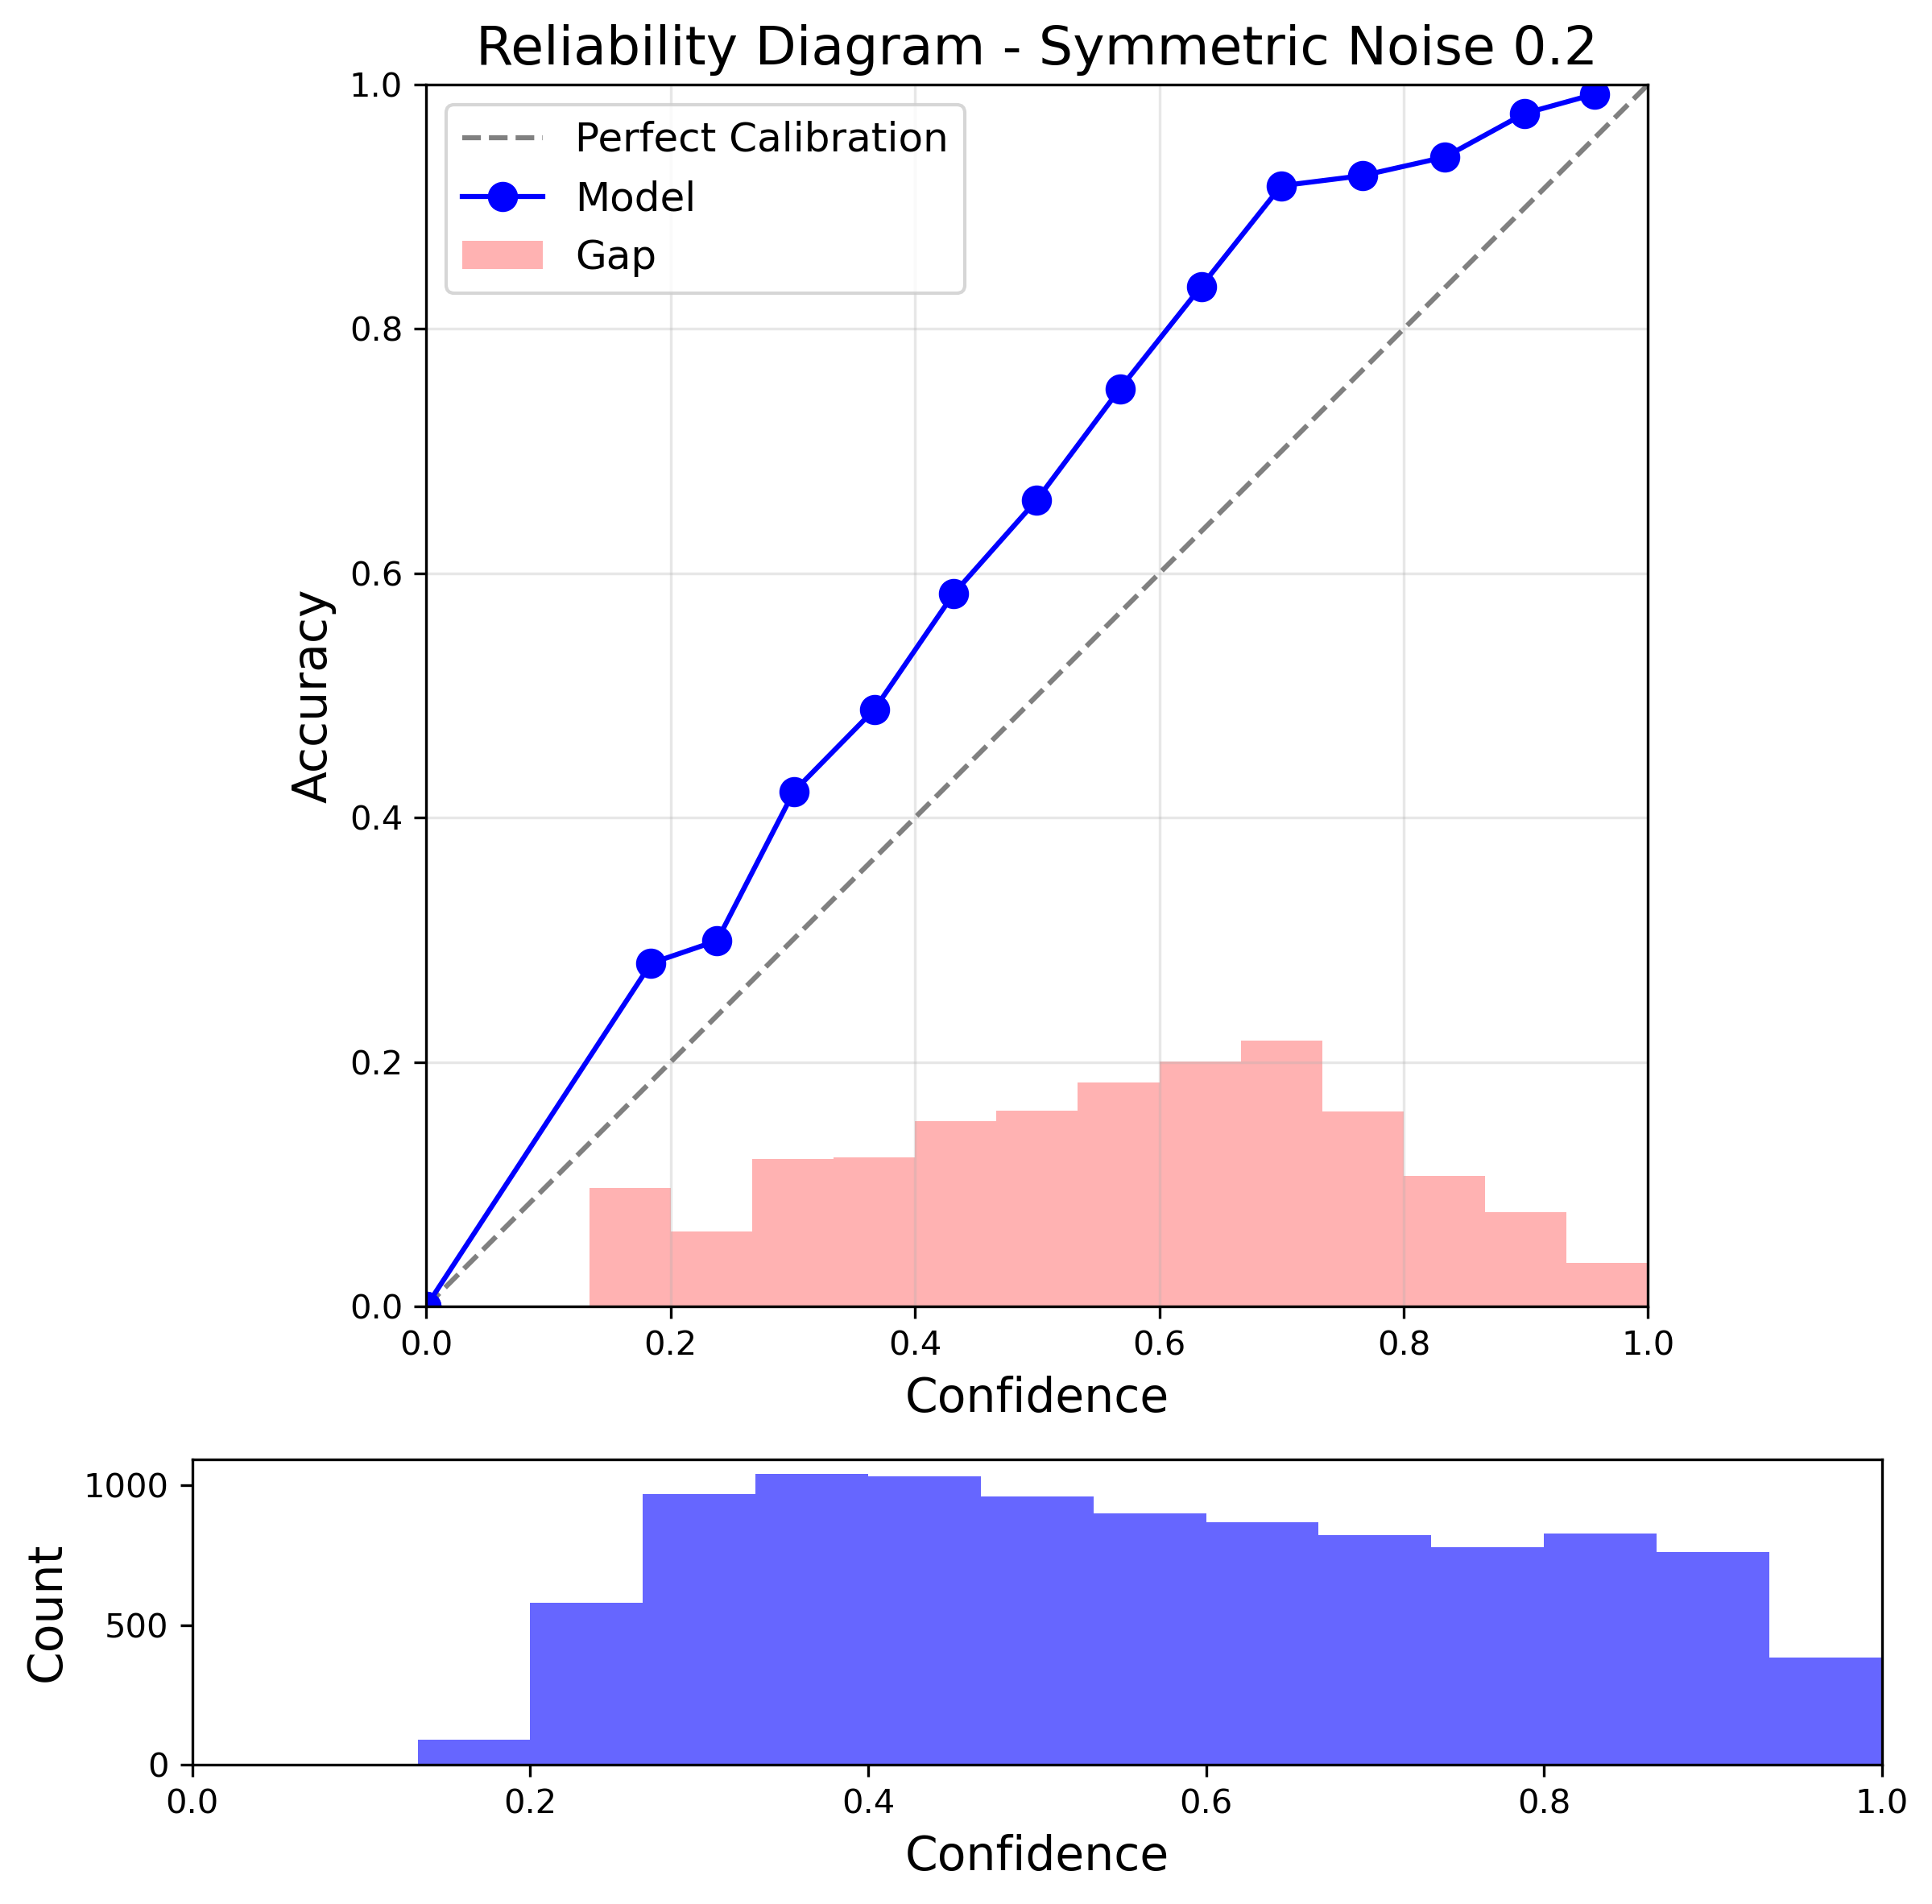 Reliability Diagram - Symmetric Noise 0.2
Perfect Calibration
Model
Gap
Accuracy
1.0
0.8
0.6
0.4
0.2
0.0
0.0 0.2 0.4 0.6 0.8 1.0
Confidence
Count
1000
500
0
0.0 0.2 0.4 0.6 0.8 1.0
Confidence